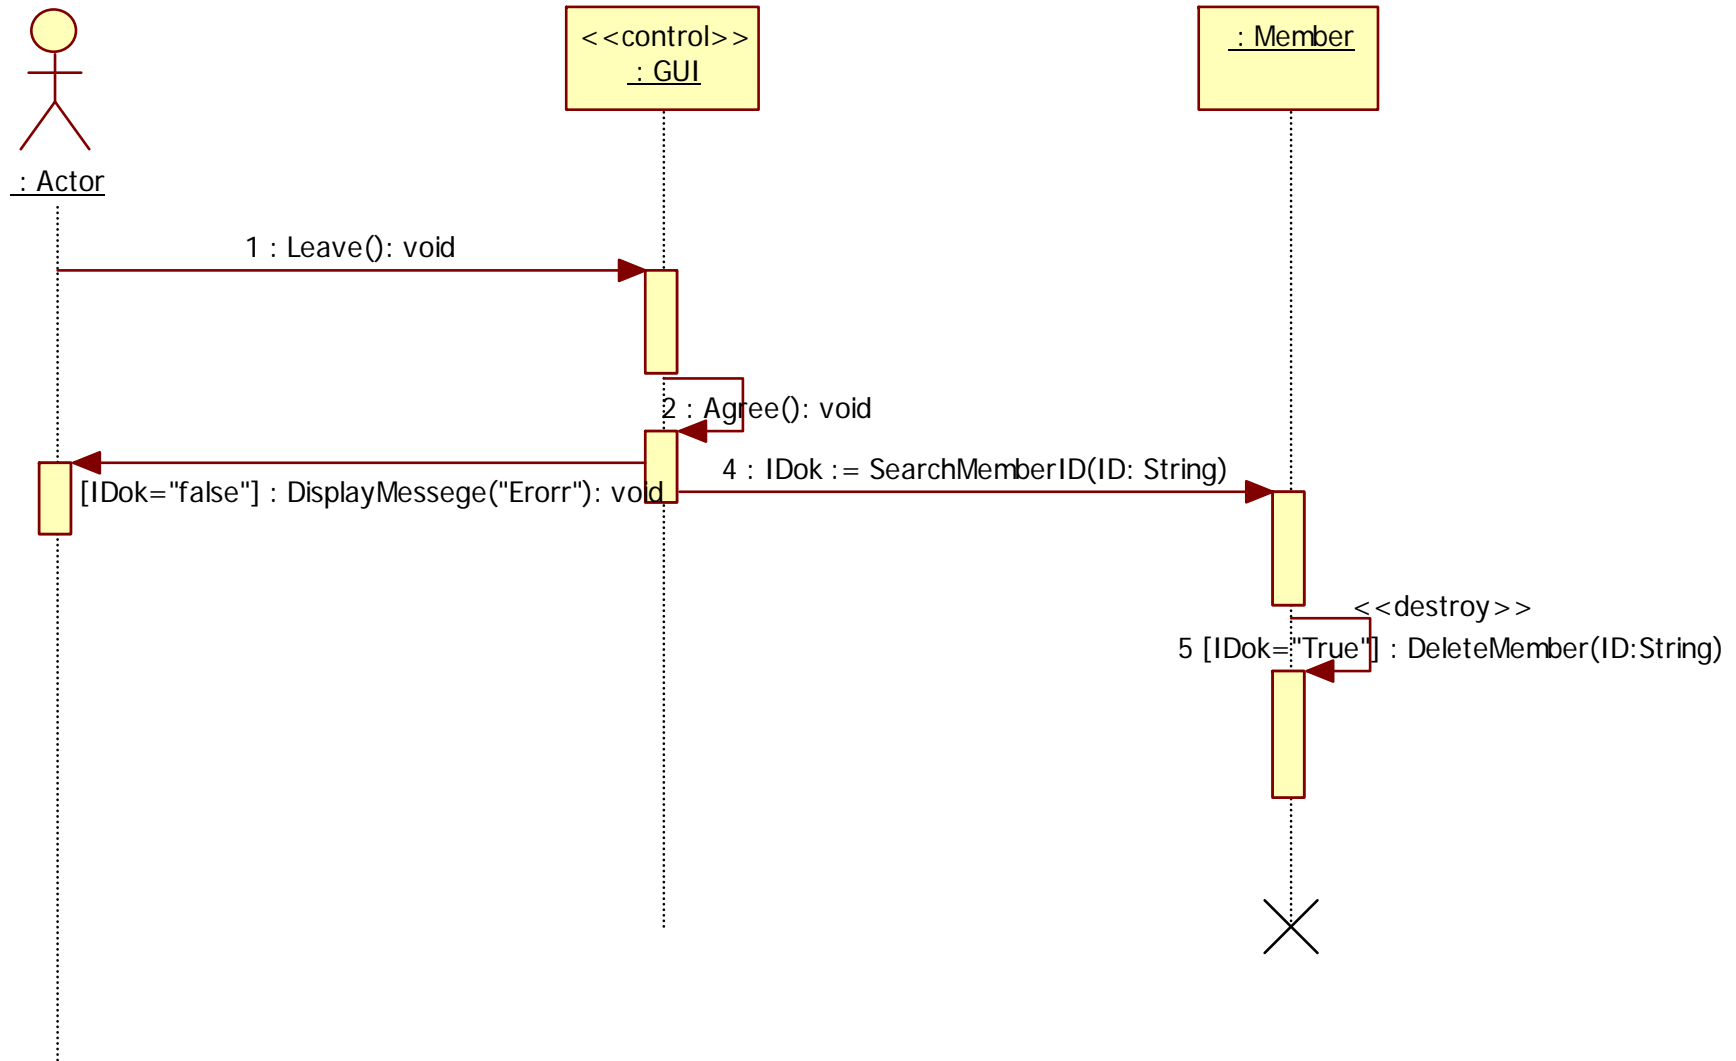 <<control>>
: GUI
: Member
: Actor
1 : Leave(): void
2 : Agree(): void
4 : IDok := SearchMemberID(ID: String)
[IDok="false"] : DisplayMessege("Erorr"): void
<<destroy>>
5 [IDok="True"] : DeleteMember(ID:String)